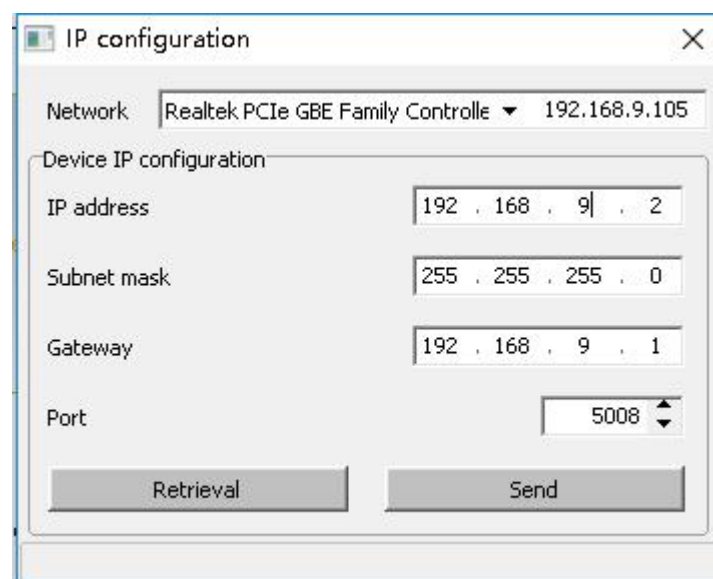 IP configuration
Network Realtek PCIe GBE Family Controlle 192.168.9.105
Device IP configuration
IP address 192 . 168 . 9 . 2
Subnet mask 255 . 255 . 255 . 0
Gateway 192 . 168 . 9 . 1
Port 5008
Retrieval Send